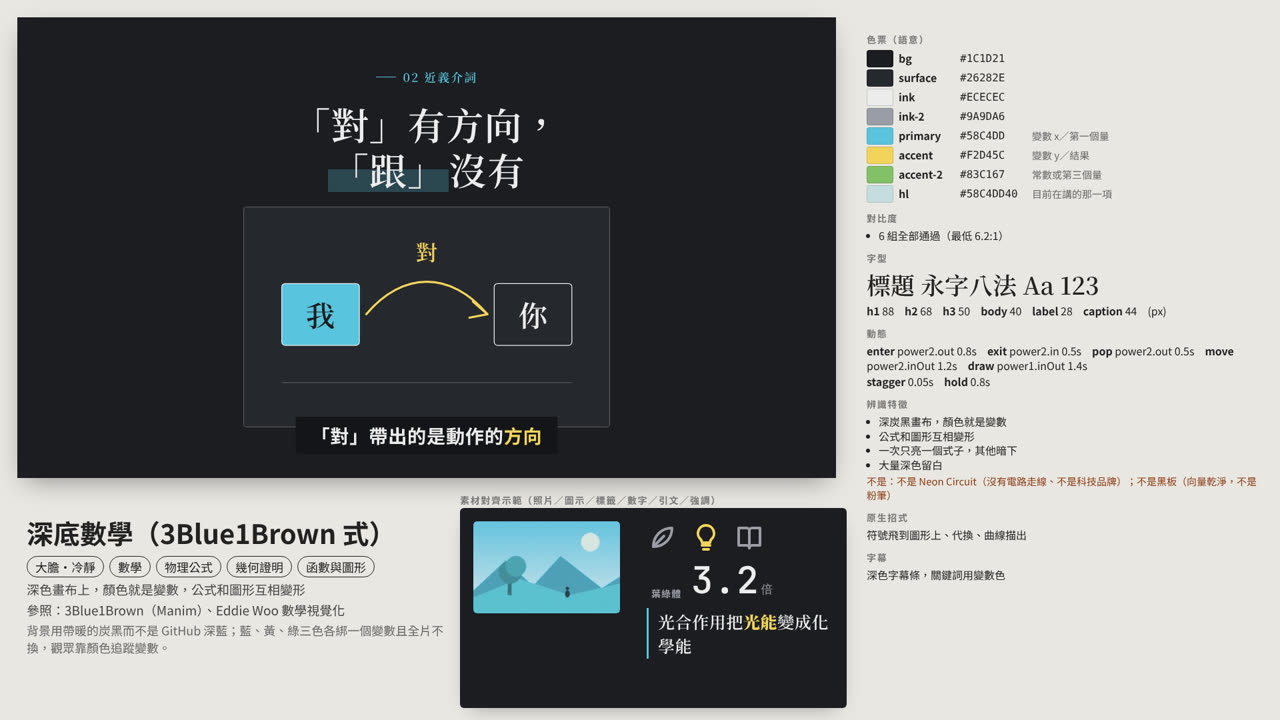 02 近義介詞
「對」有方向，
「跟」沒有
對
我
你
「對」帶出的是動作的方向
深底數學（3Blue1Brown 式）
大膽・冷靜 數學 物理公式 幾何證明 函數與圖形
深色畫布上，顏色就是變數，公式和圖形互相變形
參照：3Blue1Brown（Manim）、Eddie Woo 數學視覺化
背景用帶暖的炭黑而不是 GitHub 深藍；藍、黃、綠三色各綁一個變數且全片不
換，觀眾靠顏色追蹤變數。
素材對齊示範（照片／圖示／標籤／數字／引文／強調）
葉綠體 3.2倍
光合作用把光能變成化
學能
色票（語意）
bg #1C1D21
surface #26282E
ink #ECECEC
ink-2 #9A9DA6
primary #58C4DD 變數 x／第一個量
accent #F2D45C 變數 y／結果
accent-2 #83C167 常數或第三個量
hl #58C4DD40 目前在講的那一項
對比度
• 6 組全部通過（最低 6.2:1）
字型
標題 永字八法 Aa 123
h1 88 h2 68 h3 50 body 40 label 28 caption 44 (px)
動態
enter power2.out 0.8s exit power2.in 0.5s pop power2.out 0.5s move
power2.inOut 1.2s draw power1.inOut 1.4s
stagger 0.05s hold 0.8s
辨識特徵
• 深炭黑畫布，顏色就是變數
• 公式和圖形互相變形
• 一次只亮一個式子，其他暗下
• 大量深色留白
不是：不是 Neon Circuit（沒有電路走線、不是科技品牌）；不是黑板（向量乾淨，不是
粉筆）
原生招式
符號飛到圖形上、代換、曲線描出
字幕
深色字幕條，關鍵詞用變數色